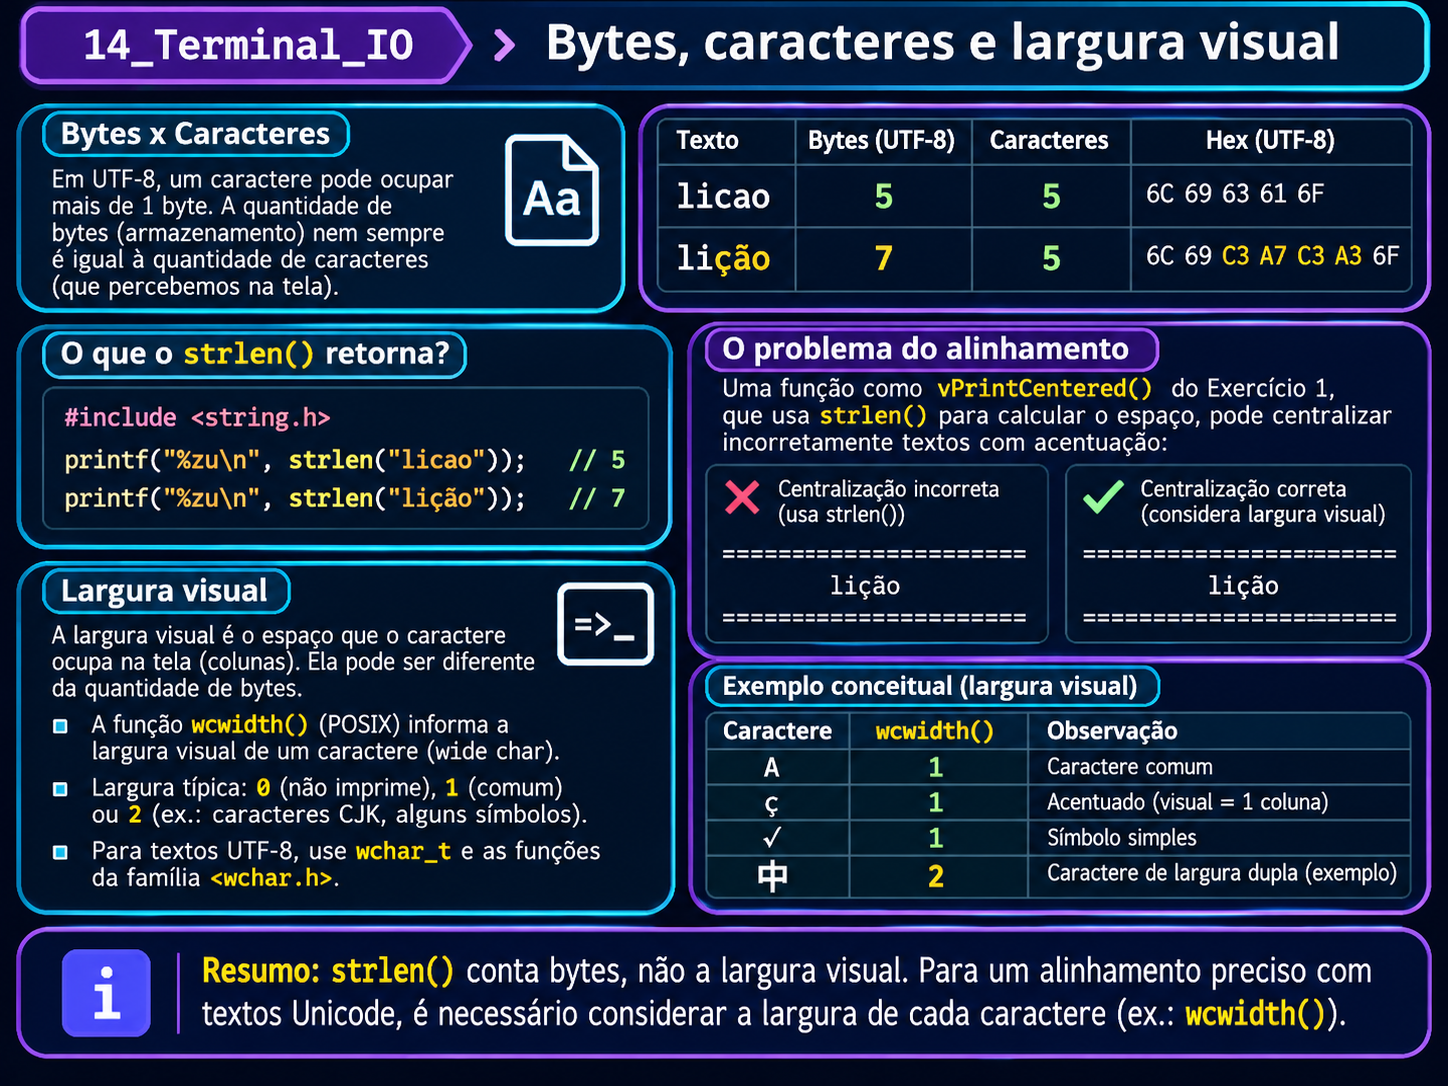 14_Terminal_IO
Bytes, caracteres e largura visual
Bytes x Caracteres
Em UTF-8, um caractere pode ocupar
mais de 1 byte. A quantidade de
bytes (armazenamento) nem sempre
é igual à quantidade de caracteres
(que percebemos na tela).
Aa
Texto Bytes (UTF-8) Caracteres Hex (UTF-8)
licao 5 5 6C 69 63 61 6F
lição 7 5 6C 69 C3 A7 C3 A3 6F
O que o strlen() retorna?
#include <string.h>
printf("%zu\n", strlen("licao")); // 5
printf("%zu\n", strlen("lição")); // 7
O problema do alinhamento
Uma função como vPrintCentered() do Exercício 1,
que usa strlen() para calcular o espaço, pode centralizar
incorretamente textos com acentuação:
Centralização incorreta
(usa strlen())
======================
lição
======================
Centralização correta
(considera largura visual)
=======================
lição
=======================
Largura visual
A largura visual é o espaço que o caractere
ocupa na tela (colunas). Ela pode ser diferente
da quantidade de bytes.
=>_
A função wcwidth() (POSIX) informa a
largura visual de um caractere (wide char).
Largura típica: 0 (não imprime), 1 (comum)
ou 2 (ex.: caracteres CJK, alguns símbolos).
Para textos UTF-8, use wchar_t e as funções
da família <wchar.h>.
Exemplo conceitual (largura visual)
Caractere wcwidth() Observação
A 1 Caractere comum
ç 1 Acentuado (visual = 1 coluna)
✓ 1 Símbolo simples
中 2 Caractere de largura dupla (exemplo)
i
Resumo: strlen() conta bytes, não a largura visual. Para um alinhamento preciso com
textos Unicode, é necessário considerar a largura de cada caractere (ex.: wcwidth()).